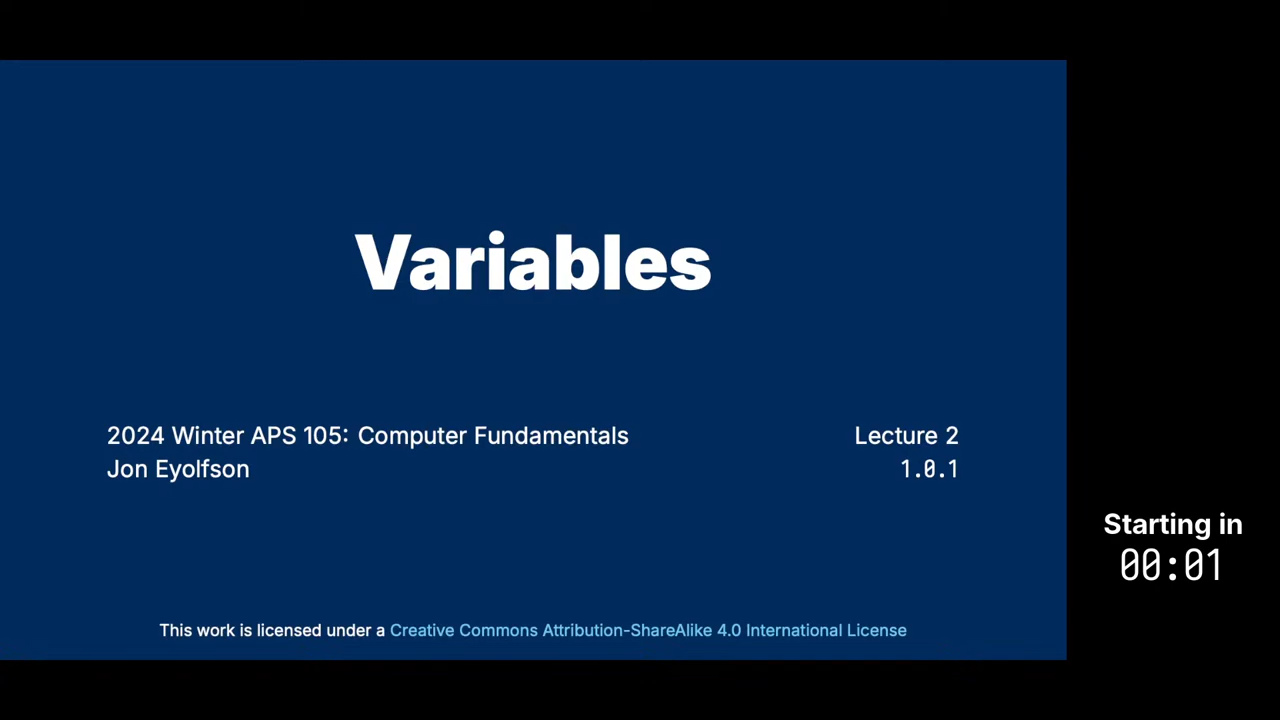 Variables
2024 Winter APS 105: Computer Fundamentals
Lecture 2
Jon Eyolfson
1.0.1
Starting in
00:01
This work is licensed under a Creative Commons Attribution-ShareAlike 4.0 International License